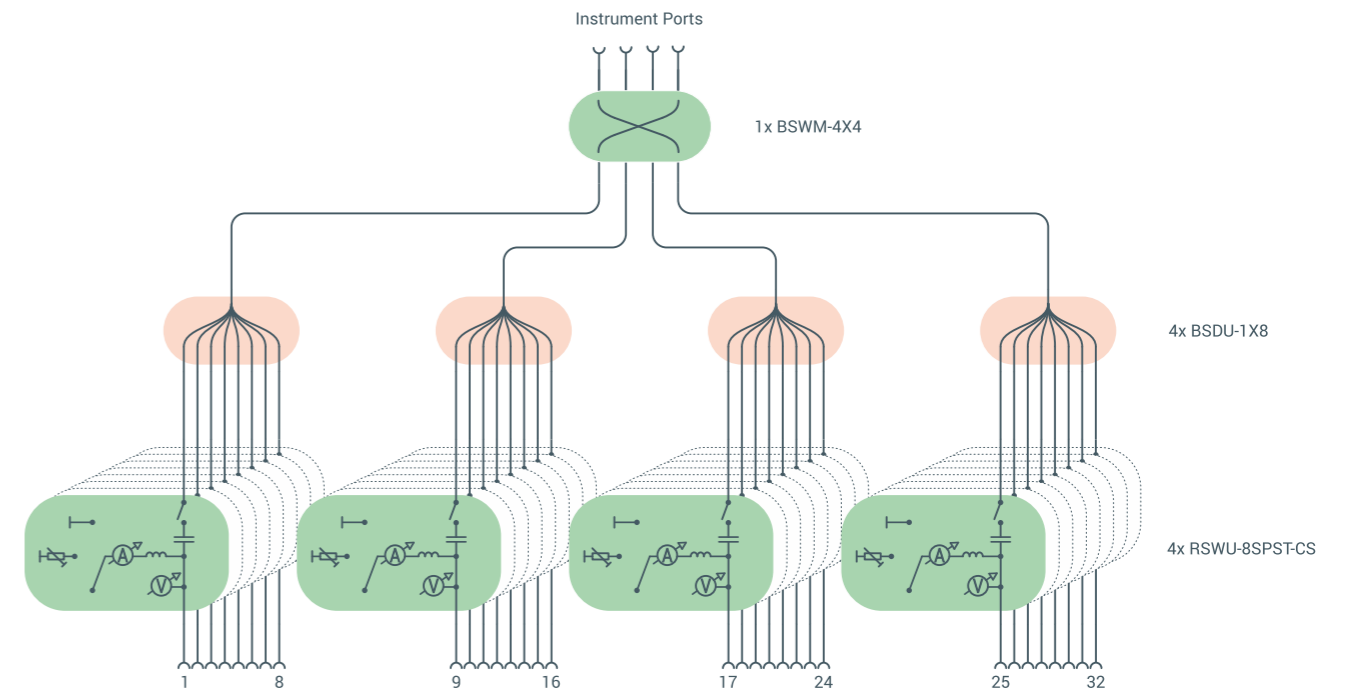 Instrument Ports
1x BSWM-4X4
4x BSDU-1X8
A A A A
4x RSWU-8SPST-CS
V V V V
1 8 9 16 17 24 25 32